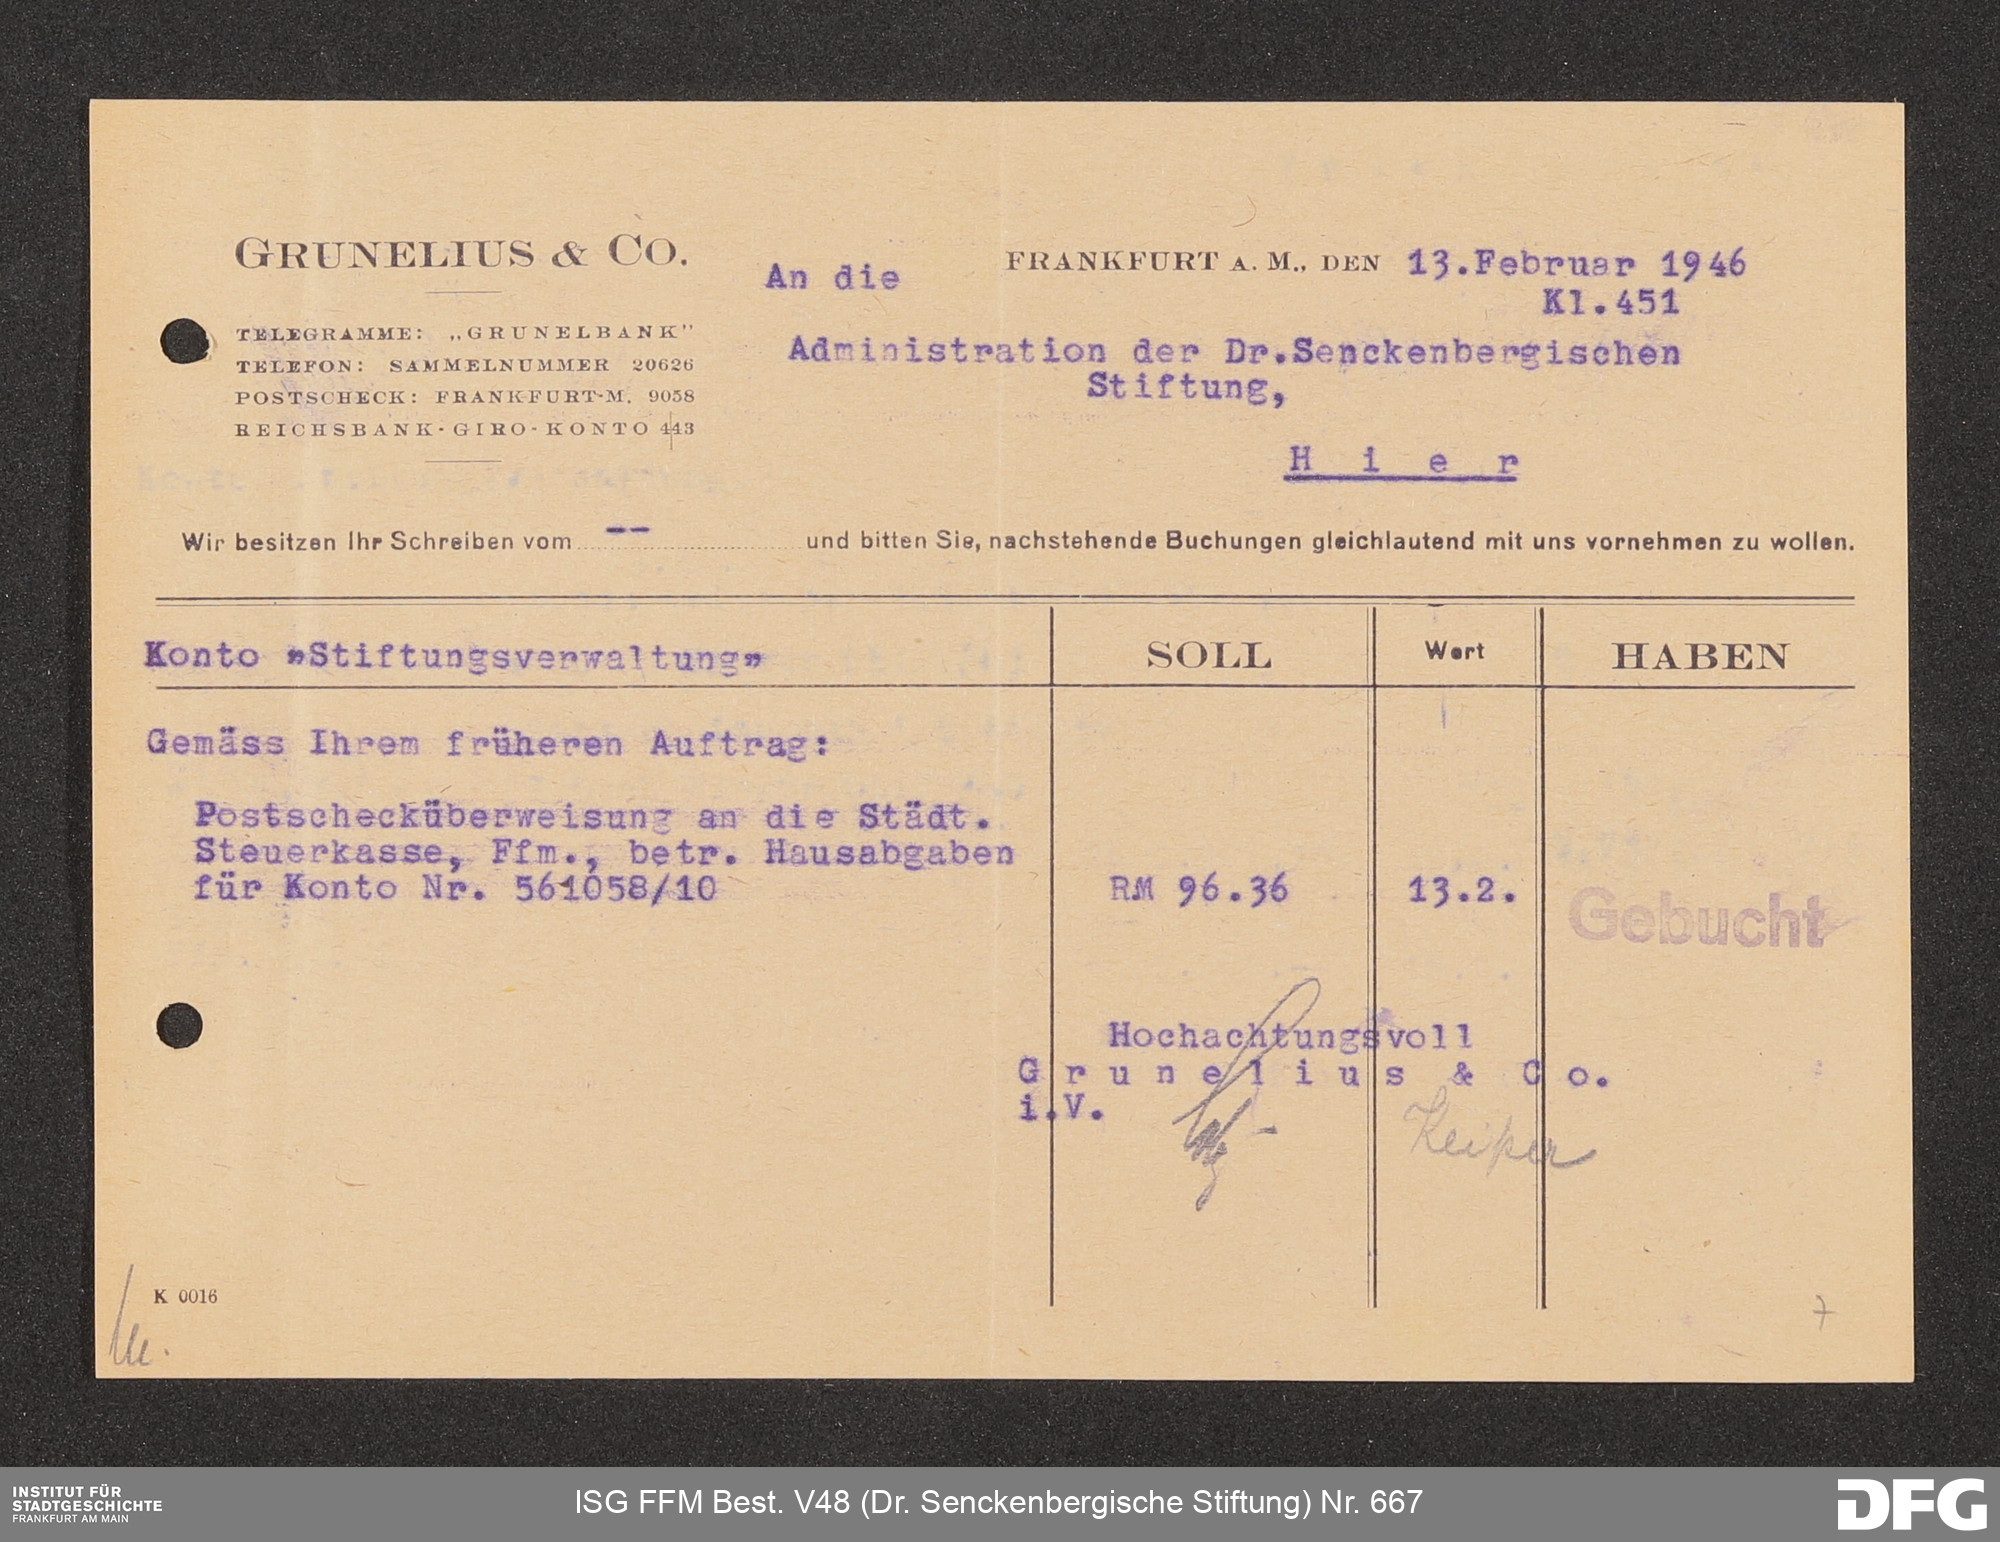 GRUNELIUS & CO.
TELEGRAMME: „GRUNELBANK"
TELEFON: SAMMELNUMMER 20626
POSTSCHECK: FRANKFURT-M. 9058
REICHSBANK-GIRO-KONTO 443
FRANKFURT A. M., DEN 13.Februar 1946
Kl.451
An die
Administration der Dr.Senckenbergischen
Stiftung,
H i e r
Wir besitzen Ihr Schreiben vom -- und bitten Sie, nachstehende Buchungen gleichlautend mit uns vornehmen zu wollen.
Konto "Stiftungsverwaltung" SOLL Wert HABEN
Gemäss Ihrem früheren Auftrag:
Postschecküberweisung an die Städt.
Steuerkasse, Ffm., betr. Hausabgaben
für Konto Nr. 561058/10 RM 96.36 13.2.
Gebucht
Hochachtungsvoll
G r u n e l i u s & C o.
i.V.
Keiper
K 0016
7
INSTITUT FÜR
STADTGESCHICHTE
FRANKFURT AM MAIN
ISG FFM Best. V48 (Dr. Senckenbergische Stiftung) Nr. 667
DFG